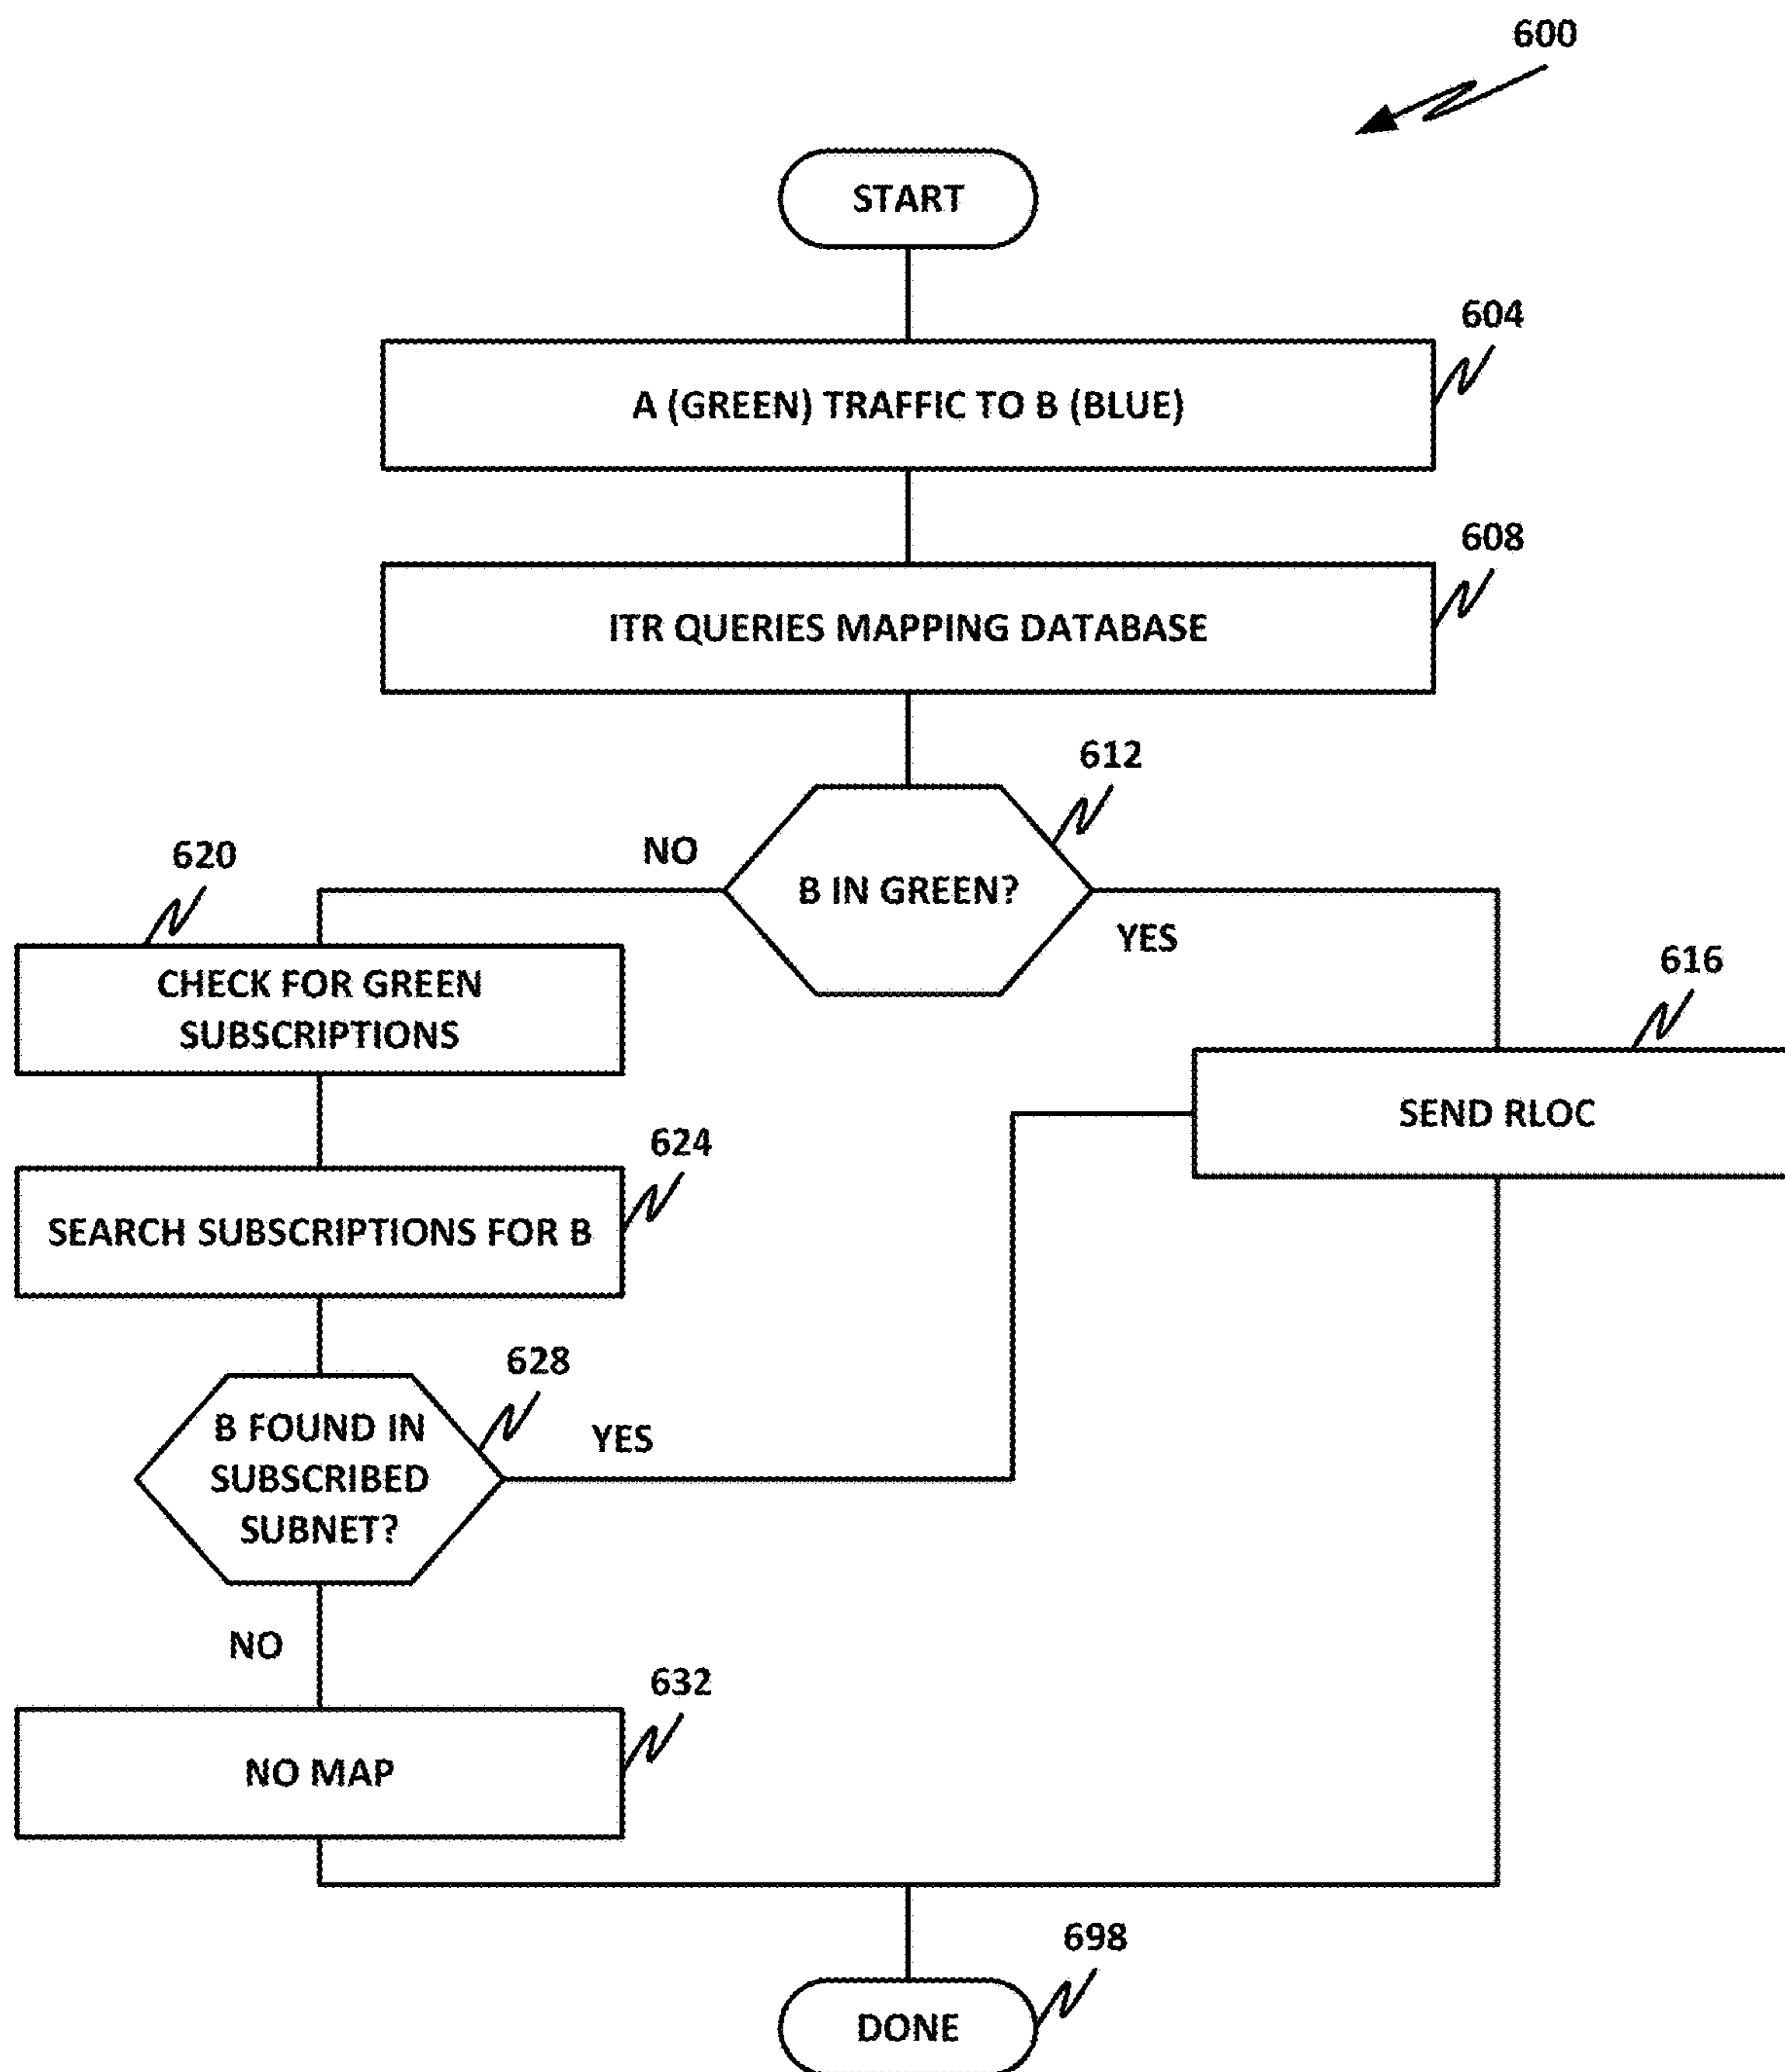 600
START
604
A (GREEN) TRAFFIC TO B (BLUE)
608
ITR QUERIES MAPPING DATABASE
612
B IN GREEN?
NO
YES
620
CHECK FOR GREEN
SUBSCRIPTIONS
616
SEND RLOC
624
SEARCH SUBSCRIPTIONS FOR B
628
B FOUND IN
SUBSCRIBED
SUBNET?
YES
NO
632
NO MAP
698
DONE